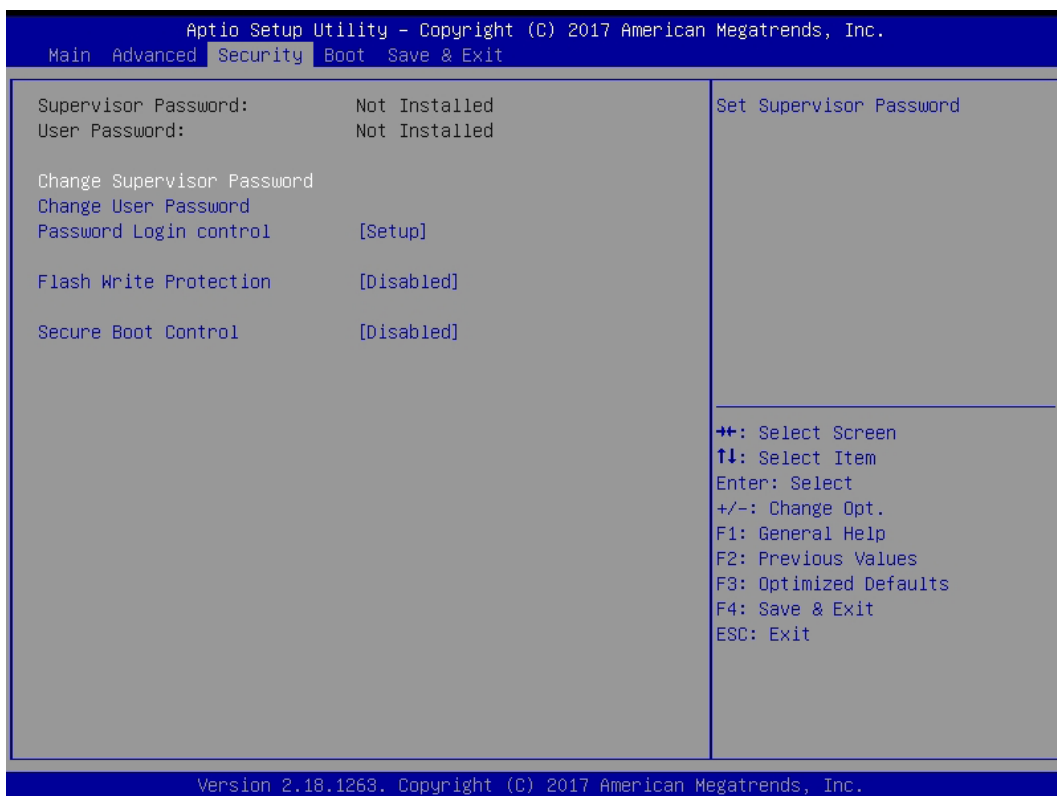 Aptio Setup Utility – Copyright (C) 2017 American Megatrends, Inc.
Main Advanced Security Boot Save & Exit
Supervisor Password: Not Installed
User Password: Not Installed
Change Supervisor Password
Change User Password
Password Login control [Setup]
Flash Write Protection [Disabled]
Secure Boot Control [Disabled]
Set Supervisor Password
→←: Select Screen
↑↓: Select Item
Enter: Select
+/-: Change Opt.
F1: General Help
F2: Previous Values
F3: Optimized Defaults
F4: Save & Exit
ESC: Exit
Version 2.18.1263. Copyright (C) 2017 American Megatrends, Inc.